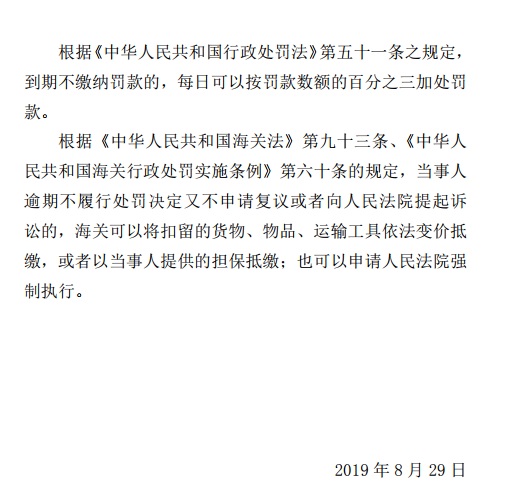 根据《中华人民共和国行政处罚法》第五十一条之规定，
到期不缴纳罚款的，每日可以按罚款数额的百分之三加处罚
款。
根据《中华人民共和国海关法》第九十三条、《中华人
民共和国海关行政处罚实施条例》第六十条的规定，当事人
逾期不履行处罚决定又不申请复议或者向人民法院提起诉
讼的，海关可以将扣留的货物、物品、运输工具依法变价抵
缴，或者以当事人提供的担保抵缴；也可以申请人民法院强
制执行。
2019 年 8 月 29 日